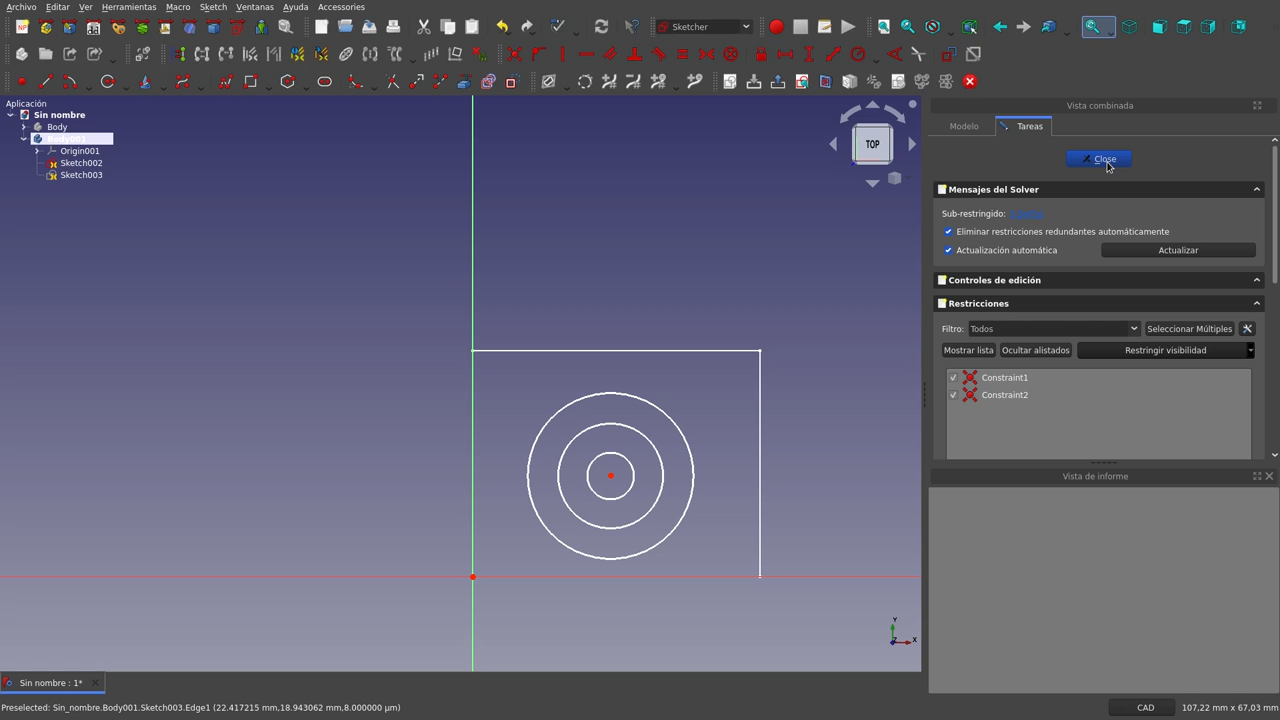 Archivo Editar Ver Herramientas Macro Sketch Ventanas Ayuda Accessories
Sketcher
Aplicación
Sin nombre
Body
Body001
Origin001
Sketch002
Sketch003
TOP
Y
X
Vista combinada
Modelo
Tareas
Close
Mensajes del Solver
Sub-restringido:
Eliminar restricciones redundantes automáticamente
Actualización automática
Actualizar
Controles de edición
Restricciones
Filtro: Todos
Seleccionar Múltiples
Mostrar lista
Ocultar alistados
Restringir visibilidad
Constraint1
Constraint2
Vista de informe
Sin nombre : 1*
Preselected: Sin_nombre.Body001.Sketch003.Edge1 (22.417215 mm,18.943062 mm,8.000000 µm)
CAD
107,22 mm x 67,03 mm